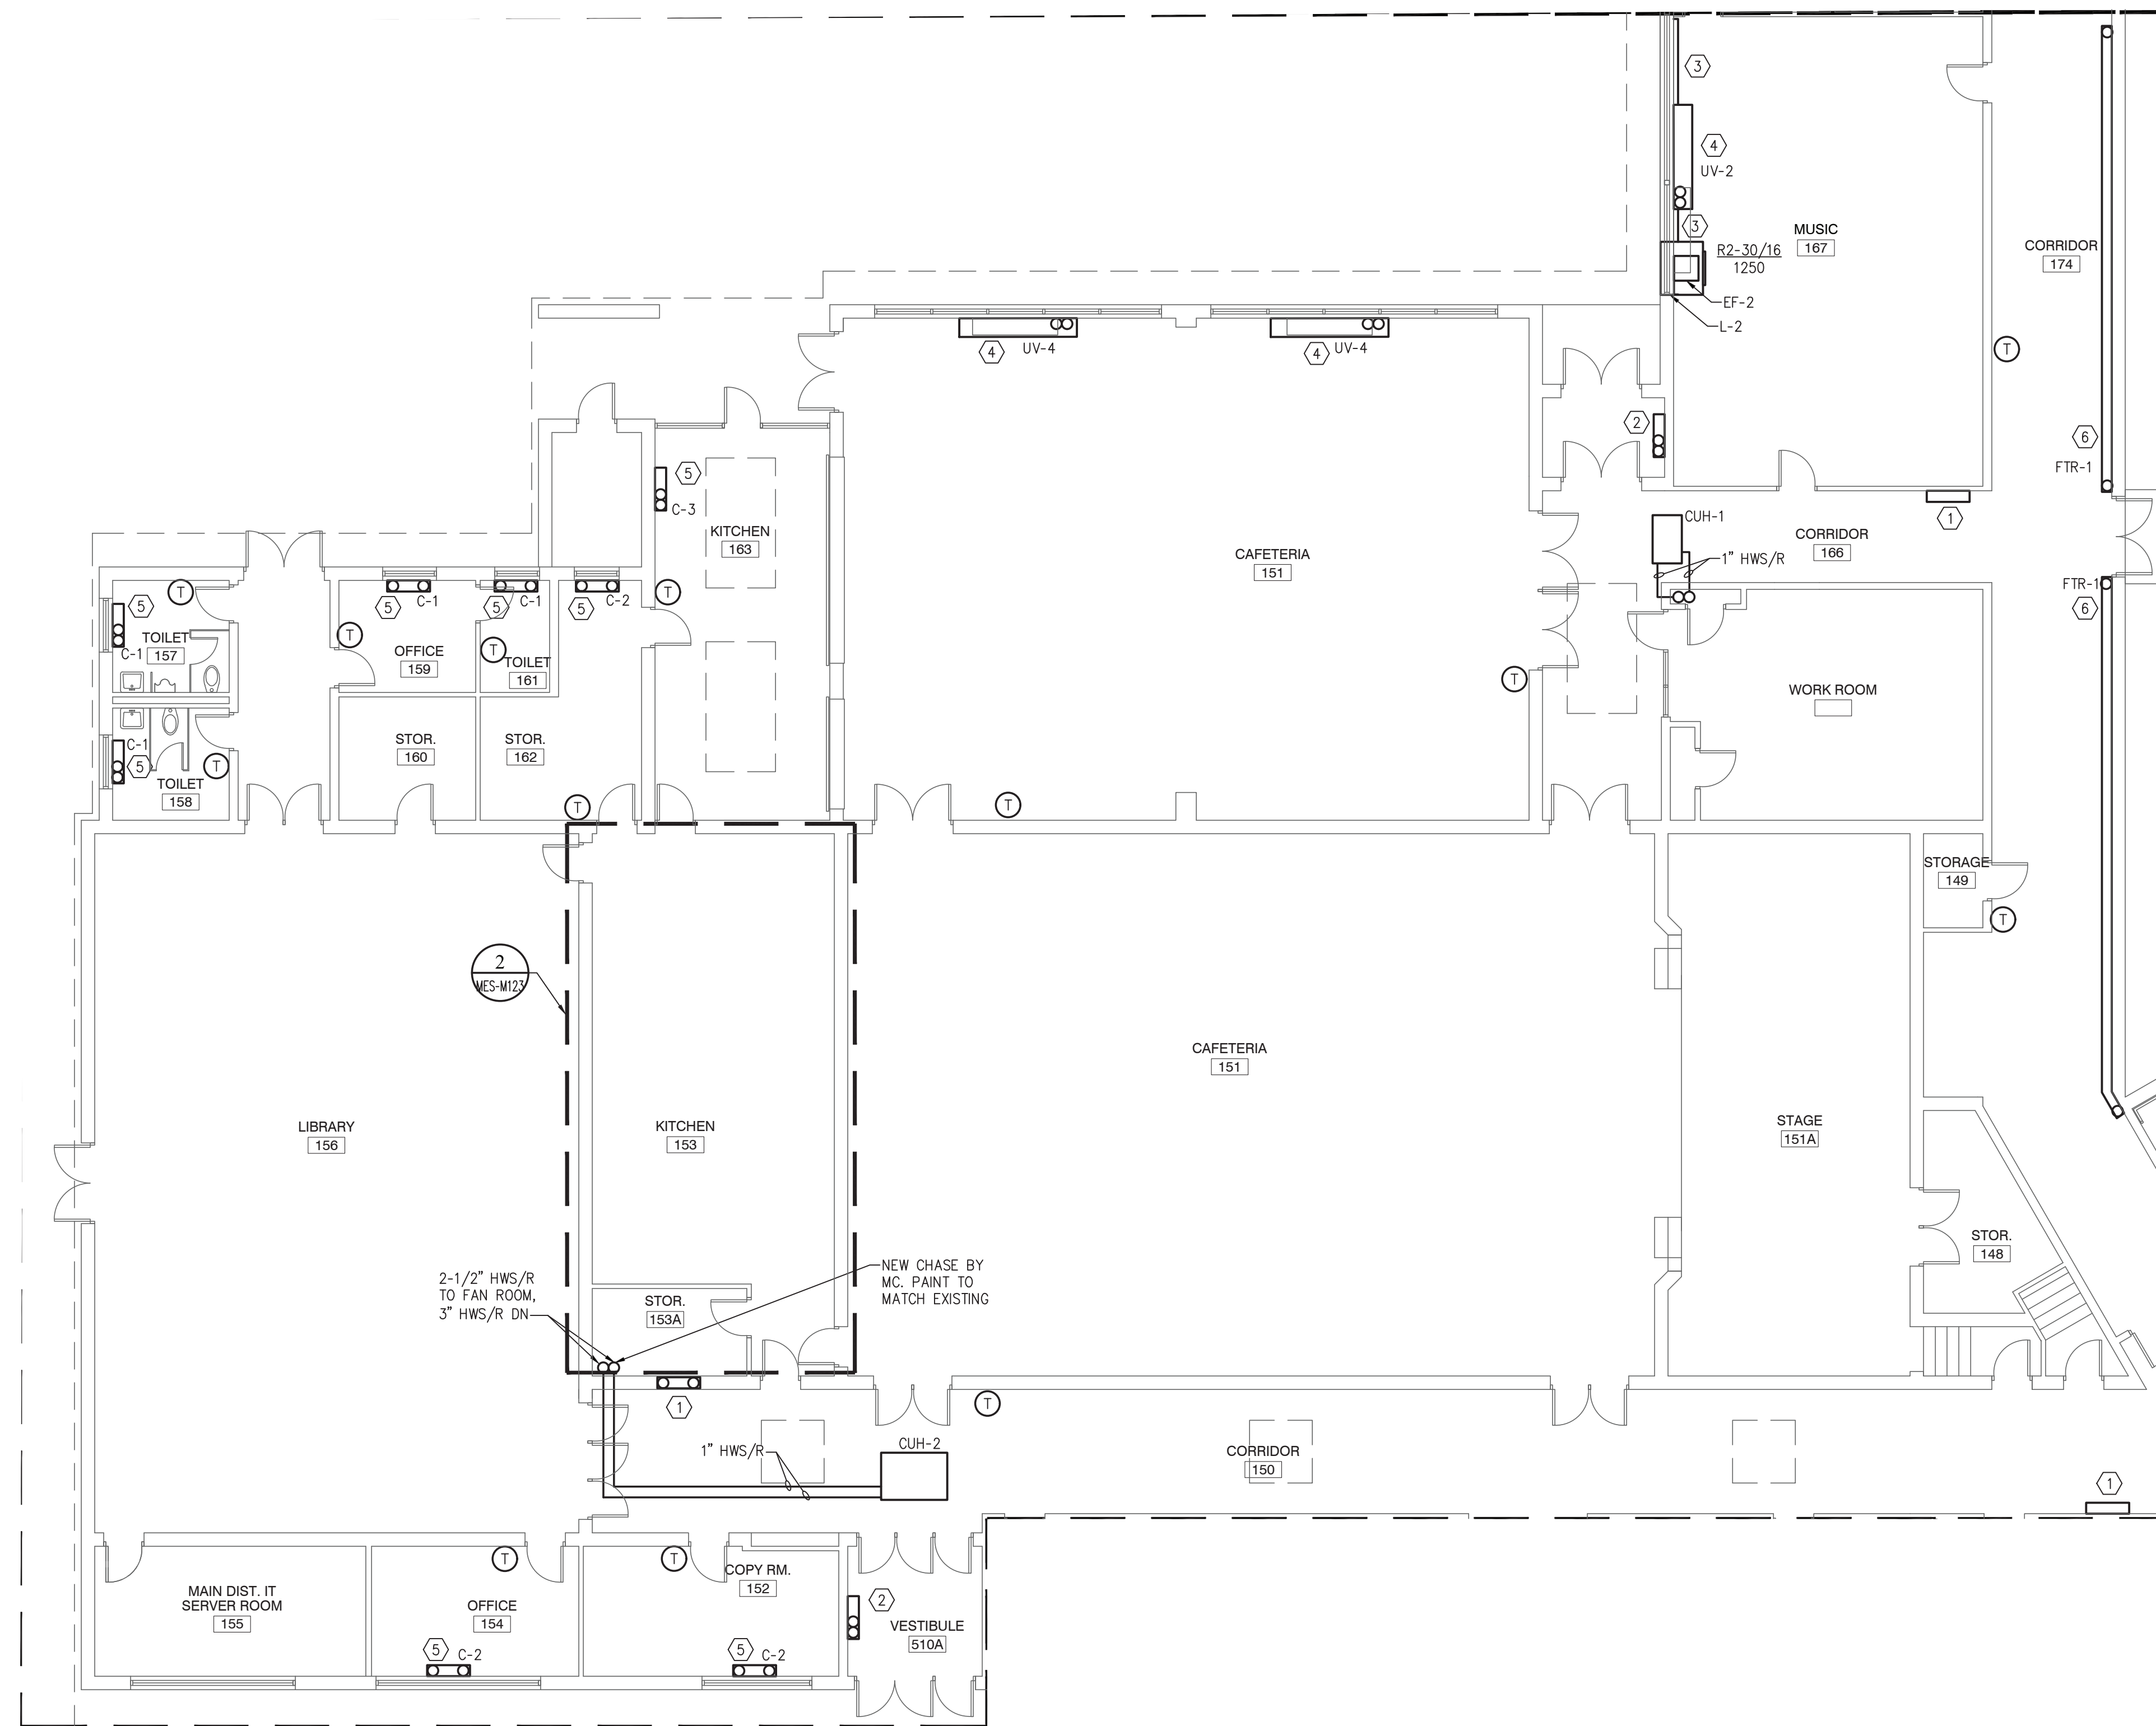 3
4
UV-2
3
MUSIC
167
R2-30/16
1250
CORRIDOR
174
EF-2
L-2
4
UV-4
4
UV-4
T
2
6
FTR-1
5
C-3
KITCHEN
163
CUH-1
1
CORRIDOR
166
CAFETERIA
151
1" HWS/R
FTR-1
6
T
5
TOILET
157
C-1
T
5
C-1
OFFICE
159
5
C-1
T
TOILET
161
5
C-2
T
T
WORK ROOM
C-1
5
TOILET
158
T
STOR.
160
STOR.
162
T
T
STORAGE
149
T
2
MES-M123
CAFETERIA
151
LIBRARY
156
KITCHEN
153
STAGE
151A
STOR.
148
2-1/2" HWS/R
TO FAN ROOM,
3" HWS/R DN
NEW CHASE BY
MC. PAINT TO
MATCH EXISTING
STOR.
153A
1
T
1" HWS/R
CUH-2
CORRIDOR
150
1
T
T
COPY RM.
152
MAIN DIST. IT
SERVER ROOM
155
OFFICE
154
2
VESTIBULE
510A
5
C-2
5
C-2